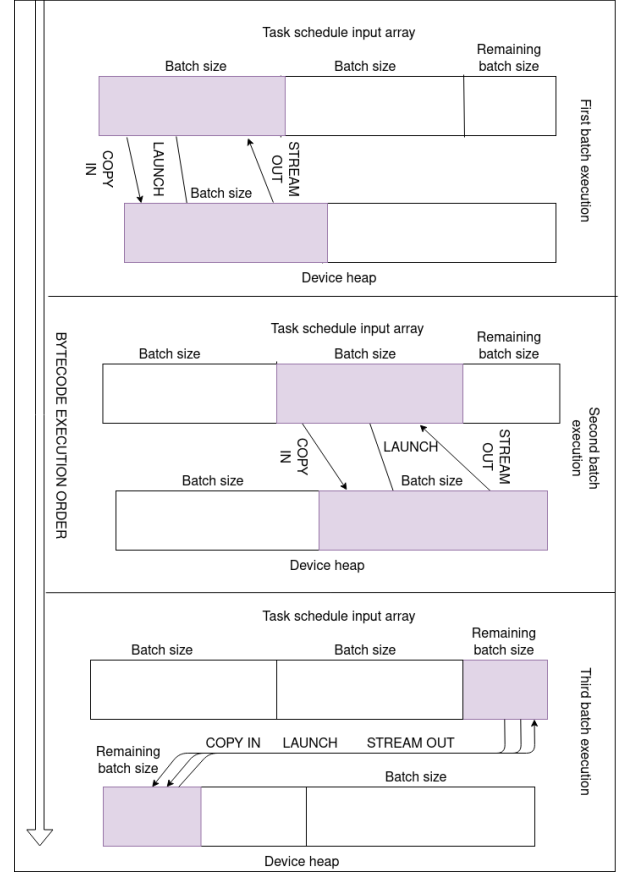 Task schedule input array
Remaining
Batch size
Batch size
batch size
COPY
IN
LAUNCH
STREAM
OUT
Batch size
Device heap
First batch execution
BYTECODE EXECUTION ORDER
Task schedule input array
Remaining
Batch size
Batch size
batch size
COPY
IN
LAUNCH
STREAM
OUT
Batch size
Batch size
Device heap
Second batch
execution
Task schedule input array
Remaining
Batch size
Batch size
batch size
COPY IN
LAUNCH
STREAM OUT
Remaining
batch size
Batch size
Device heap
Third batch execution